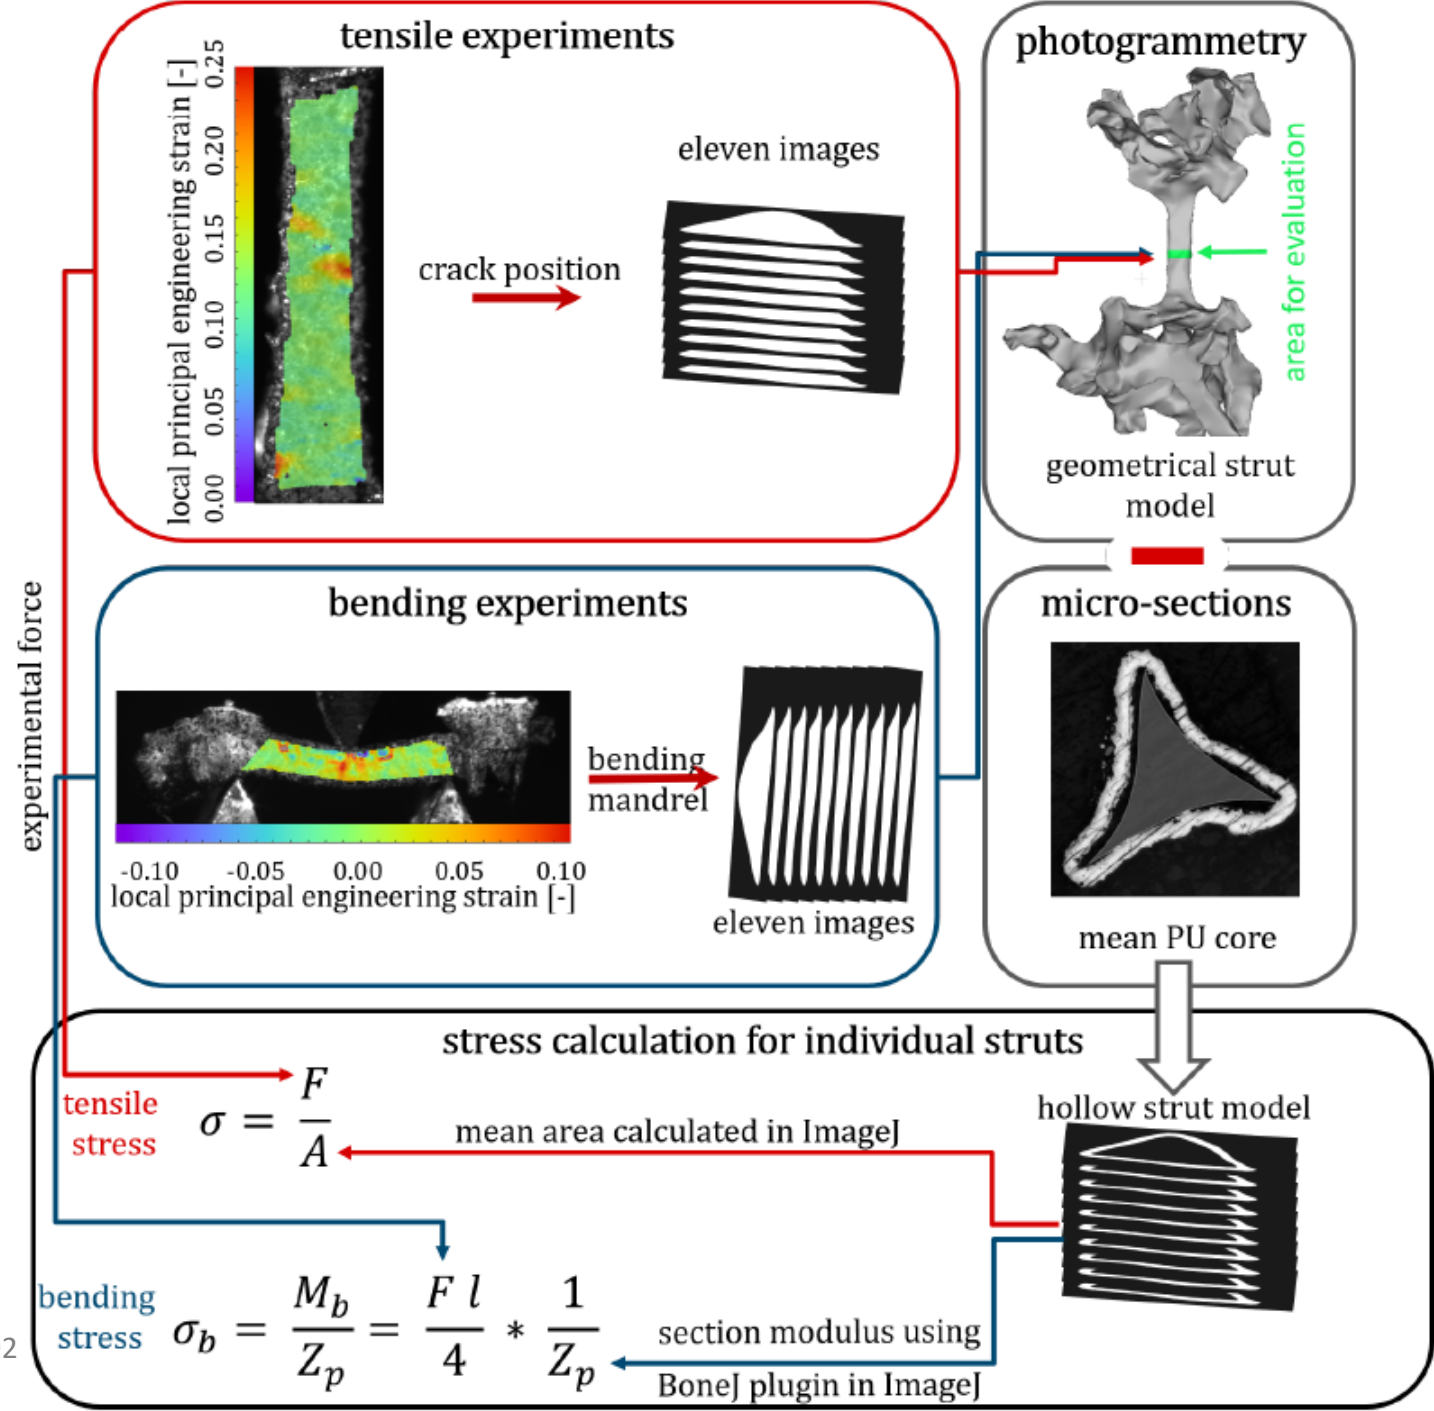 tensile experiments
local principal engineering strain [-]
0.00 0.05 0.10 0.15 0.20 0.25
crack position
eleven images
photogrammetry
area for evaluation
geometrical strut
model
experimental force
bending experiments
-0.10 -0.05 0.00 0.05 0.10
local principal engineering strain [-]
bending
mandrel
eleven images
micro-sections
mean PU core
stress calculation for individual struts
hollow strut model
tensile
stress
σ = F / A
mean area calculated in ImageJ
bending
stress
σ_b = M_b / Z_p = F l / 4 * 1 / Z_p
section modulus using
BoneJ plugin in ImageJ
2